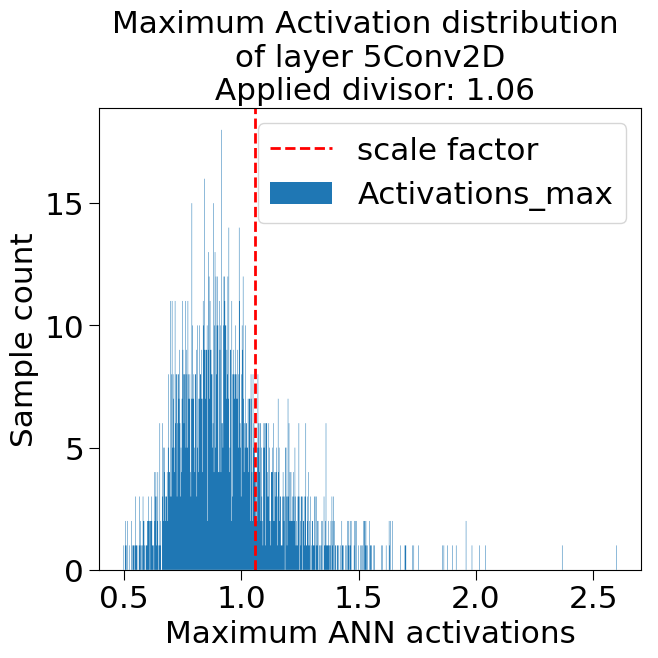 Maximum Activation distribution
of layer 5Conv2D
Applied divisor: 1.06
scale factor
Activations_max
Sample count
15
10
5
0
0.5 1.0 1.5 2.0 2.5
Maximum ANN activations